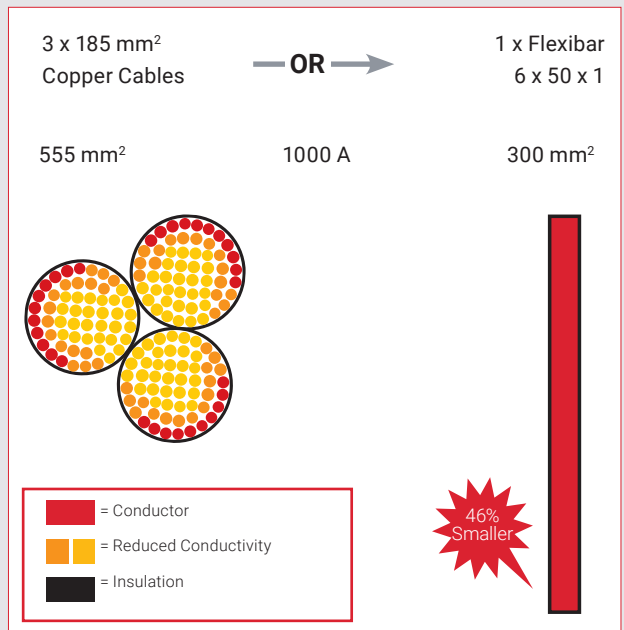 3 x 185 mm²
Copper Cables
OR
1 x Flexibar
6 x 50 x 1
555 mm²
1000 A
300 mm²
46%
Smaller
= Conductor
= Reduced Conductivity
= Insulation